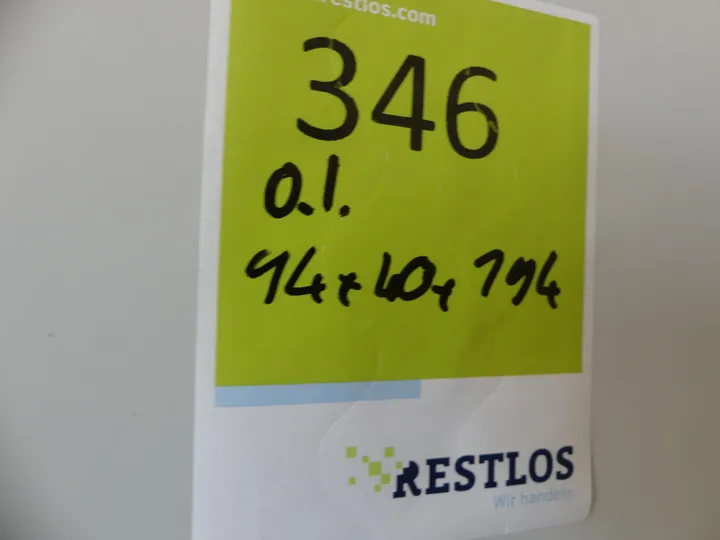 restlos.com
346
O.l.
94x40x194
RESTLOS
Wir handeln